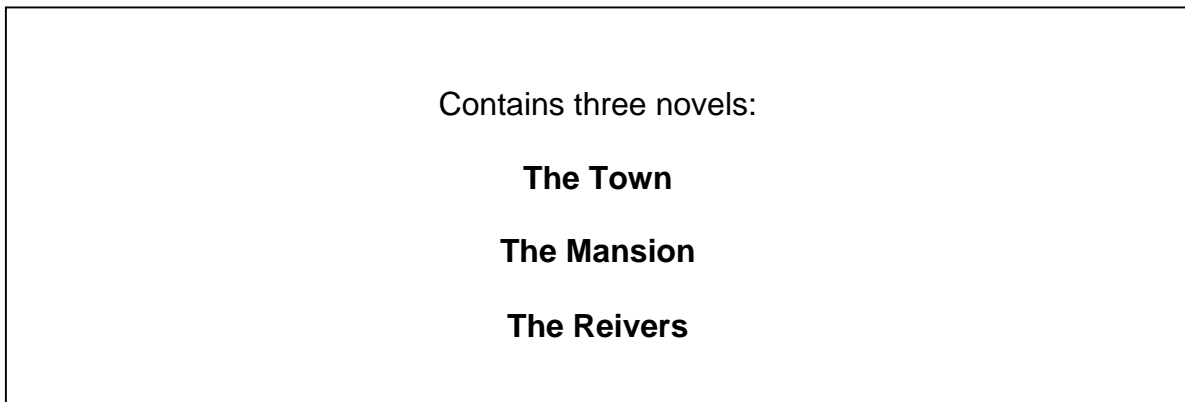 Contains three novels:
The Town
The Mansion
The Reivers